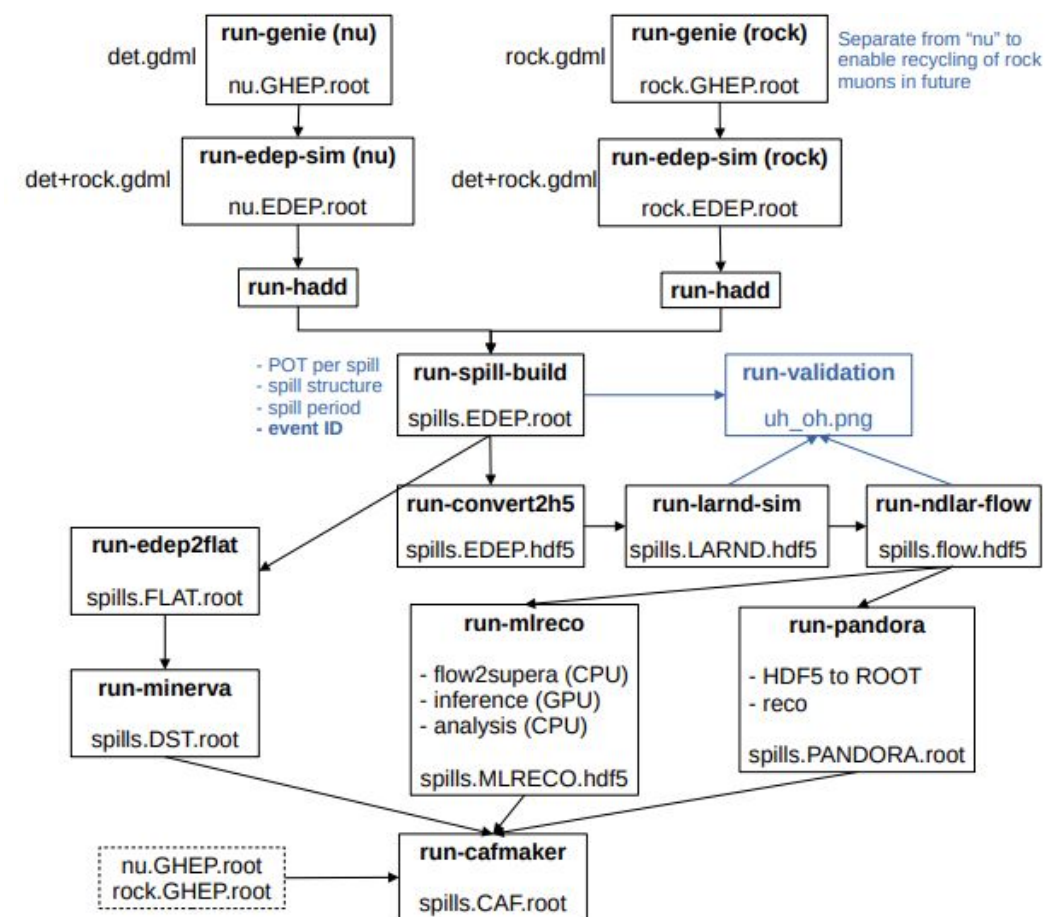 det.gdml
run-genie (nu)
nu.GHEP.root
rock.gdml
run-genie (rock)
rock.GHEP.root
Separate from “nu” to
enable recycling of rock
muons in future
det+rock.gdml
run-edep-sim (nu)
nu.EDEP.root
det+rock.gdml
run-edep-sim (rock)
rock.EDEP.root
run-hadd
run-hadd
- POT per spill
- spill structure
- spill period
- event ID
run-spill-build
spills.EDEP.root
run-validation
uh_oh.png
run-convert2h5
spills.EDEP.hdf5
run-larnd-sim
spills.LARND.hdf5
run-ndlar-flow
spills.flow.hdf5
run-edep2flat
spills.FLAT.root
run-mlreco
- flow2supera (CPU)
- inference (GPU)
- analysis (CPU)
spills.MLRECO.hdf5
run-pandora
- HDF5 to ROOT
- reco
spills.PANDORA.root
run-minerva
spills.DST.root
nu.GHEP.root
rock.GHEP.root
run-cafmaker
spills.CAF.root